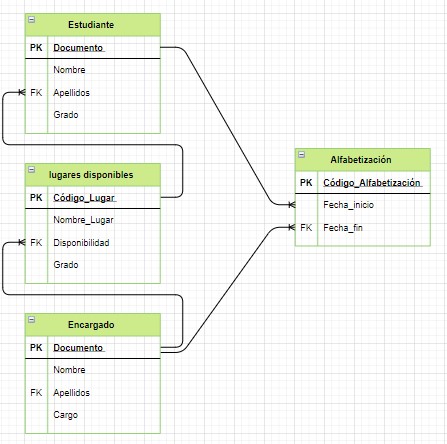 Estudiante
PK Documento
Nombre
FK Apellidos
Grado
lugares disponibles
PK Código_Lugar
Nombre_Lugar
FK Disponibilidad
Grado
Encargado
PK Documento
Nombre
FK Apellidos
Cargo
Alfabetización
PK Código_Alfabetización
Fecha_inicio
FK Fecha_fin